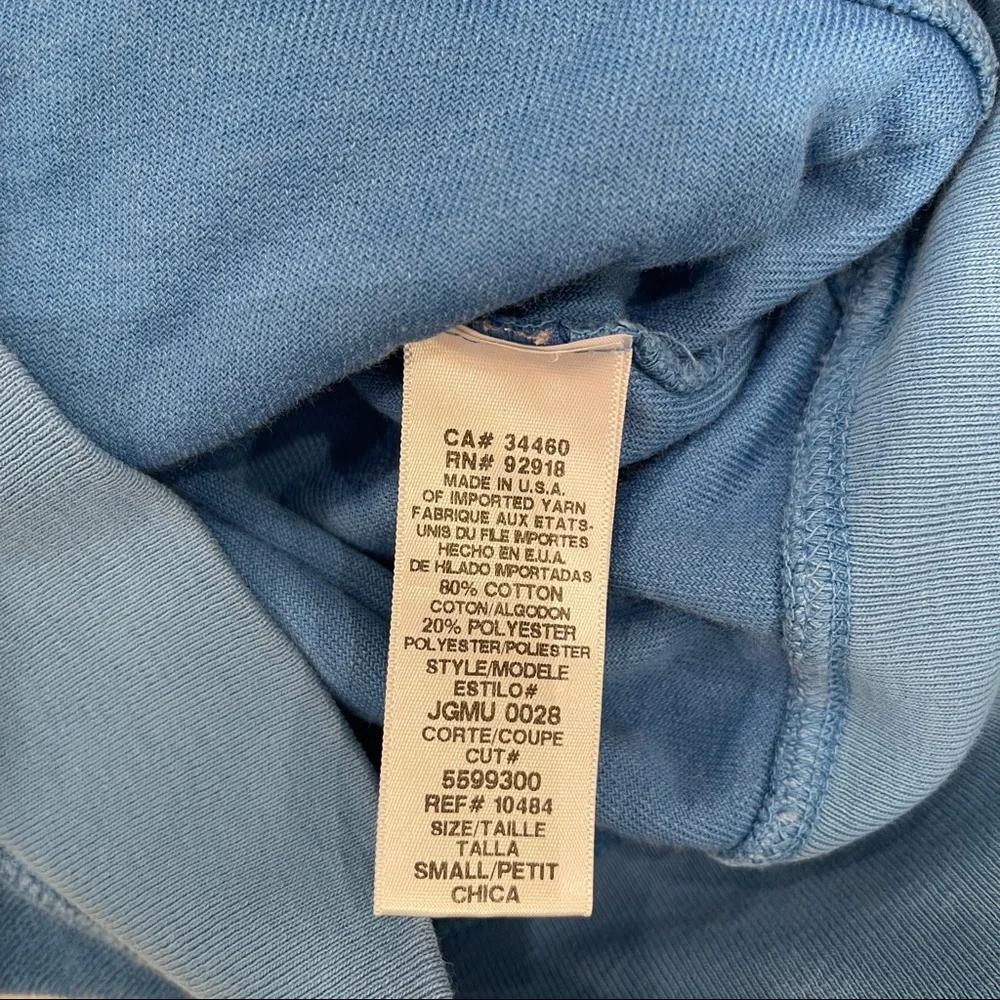 CA# 34460
RN# 92918
MADE IN U.S.A.
OF IMPORTED YARN
FABRIQUE AUX ETATS-
UNIS DU FILE IMPORTES
HECHO EN E.U.A.
DE HILADO IMPORTADAS
80% COTTON
COTON/ALGODON
20% POLYESTER
POLYESTER/POLIESTER
STYLE/MODELE
ESTILO#
JGMU 0028
CORTE/COUPE
CUT#
5599300
REF# 10484
SIZE/TAILLE
TALLA
SMALL/PETIT
CHICA